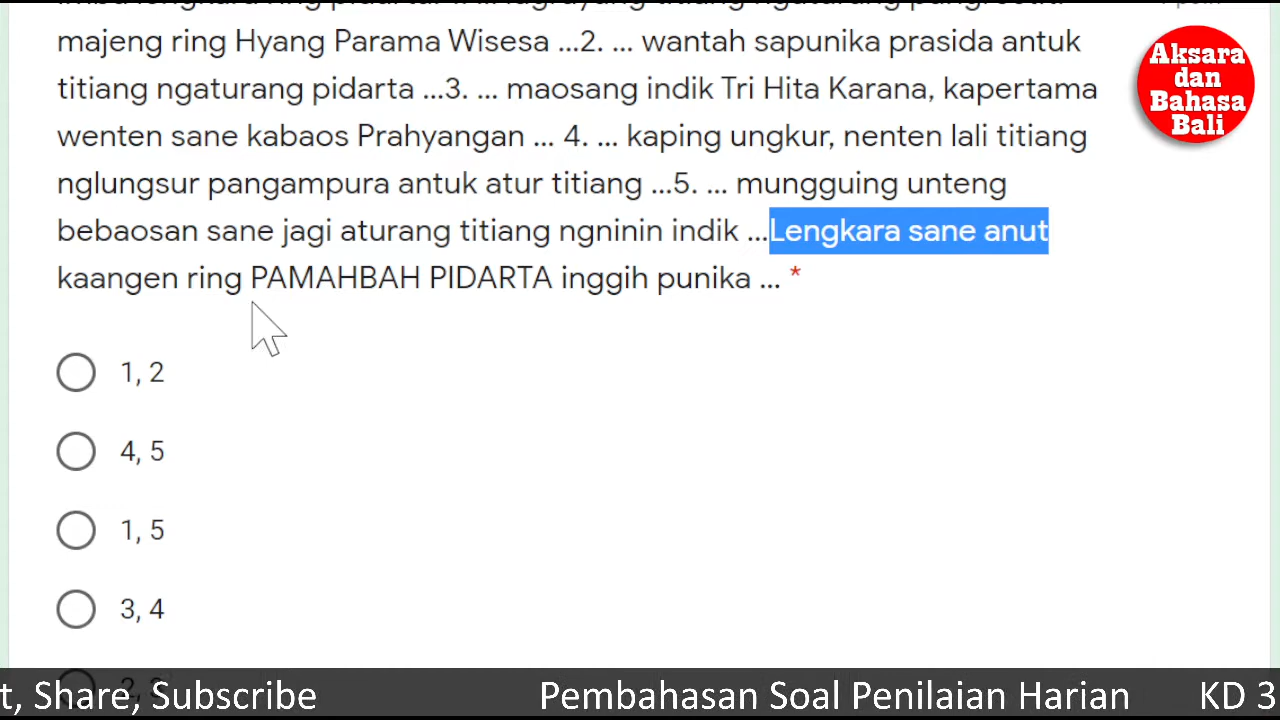 majeng ring Hyang Parama Wisesa ...2. ... wantah sapunika prasida antuk
titiang ngaturang pidarta ...3. ... maosang indik Tri Hita Karana, kapertama
wenten sane kabaos Prahyangan ... 4. ... kaping ungkur, nenten lali titiang
nglungsur pangampura antuk atur titiang ...5. ... mungguing unteng
bebaosan sane jagi aturang titiang ngninin indik ...Lengkara sane anut
kaangen ring PAMAHBAH PIDARTA inggih punika ... *
Aksara
dan
Bahasa
Bali
1, 2
4, 5
1, 5
3, 4
2, 3
t, Share, Subscribe Pembahasan Soal Penilaian Harian KD 3